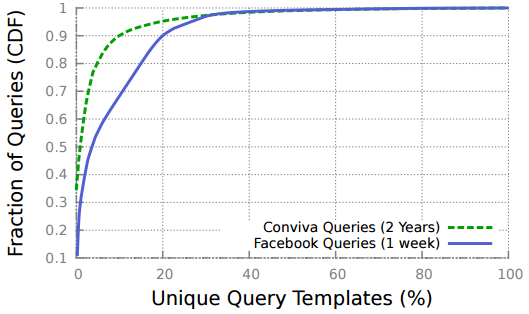 Fraction of Queries (CDF)
1
0.9
0.8
0.7
0.6
0.5
0.4
0.3
0.2
0.1
Conviva Queries (2 Years)
Facebook Queries (1 week)
0 20 40 60 80 100
Unique Query Templates (%)